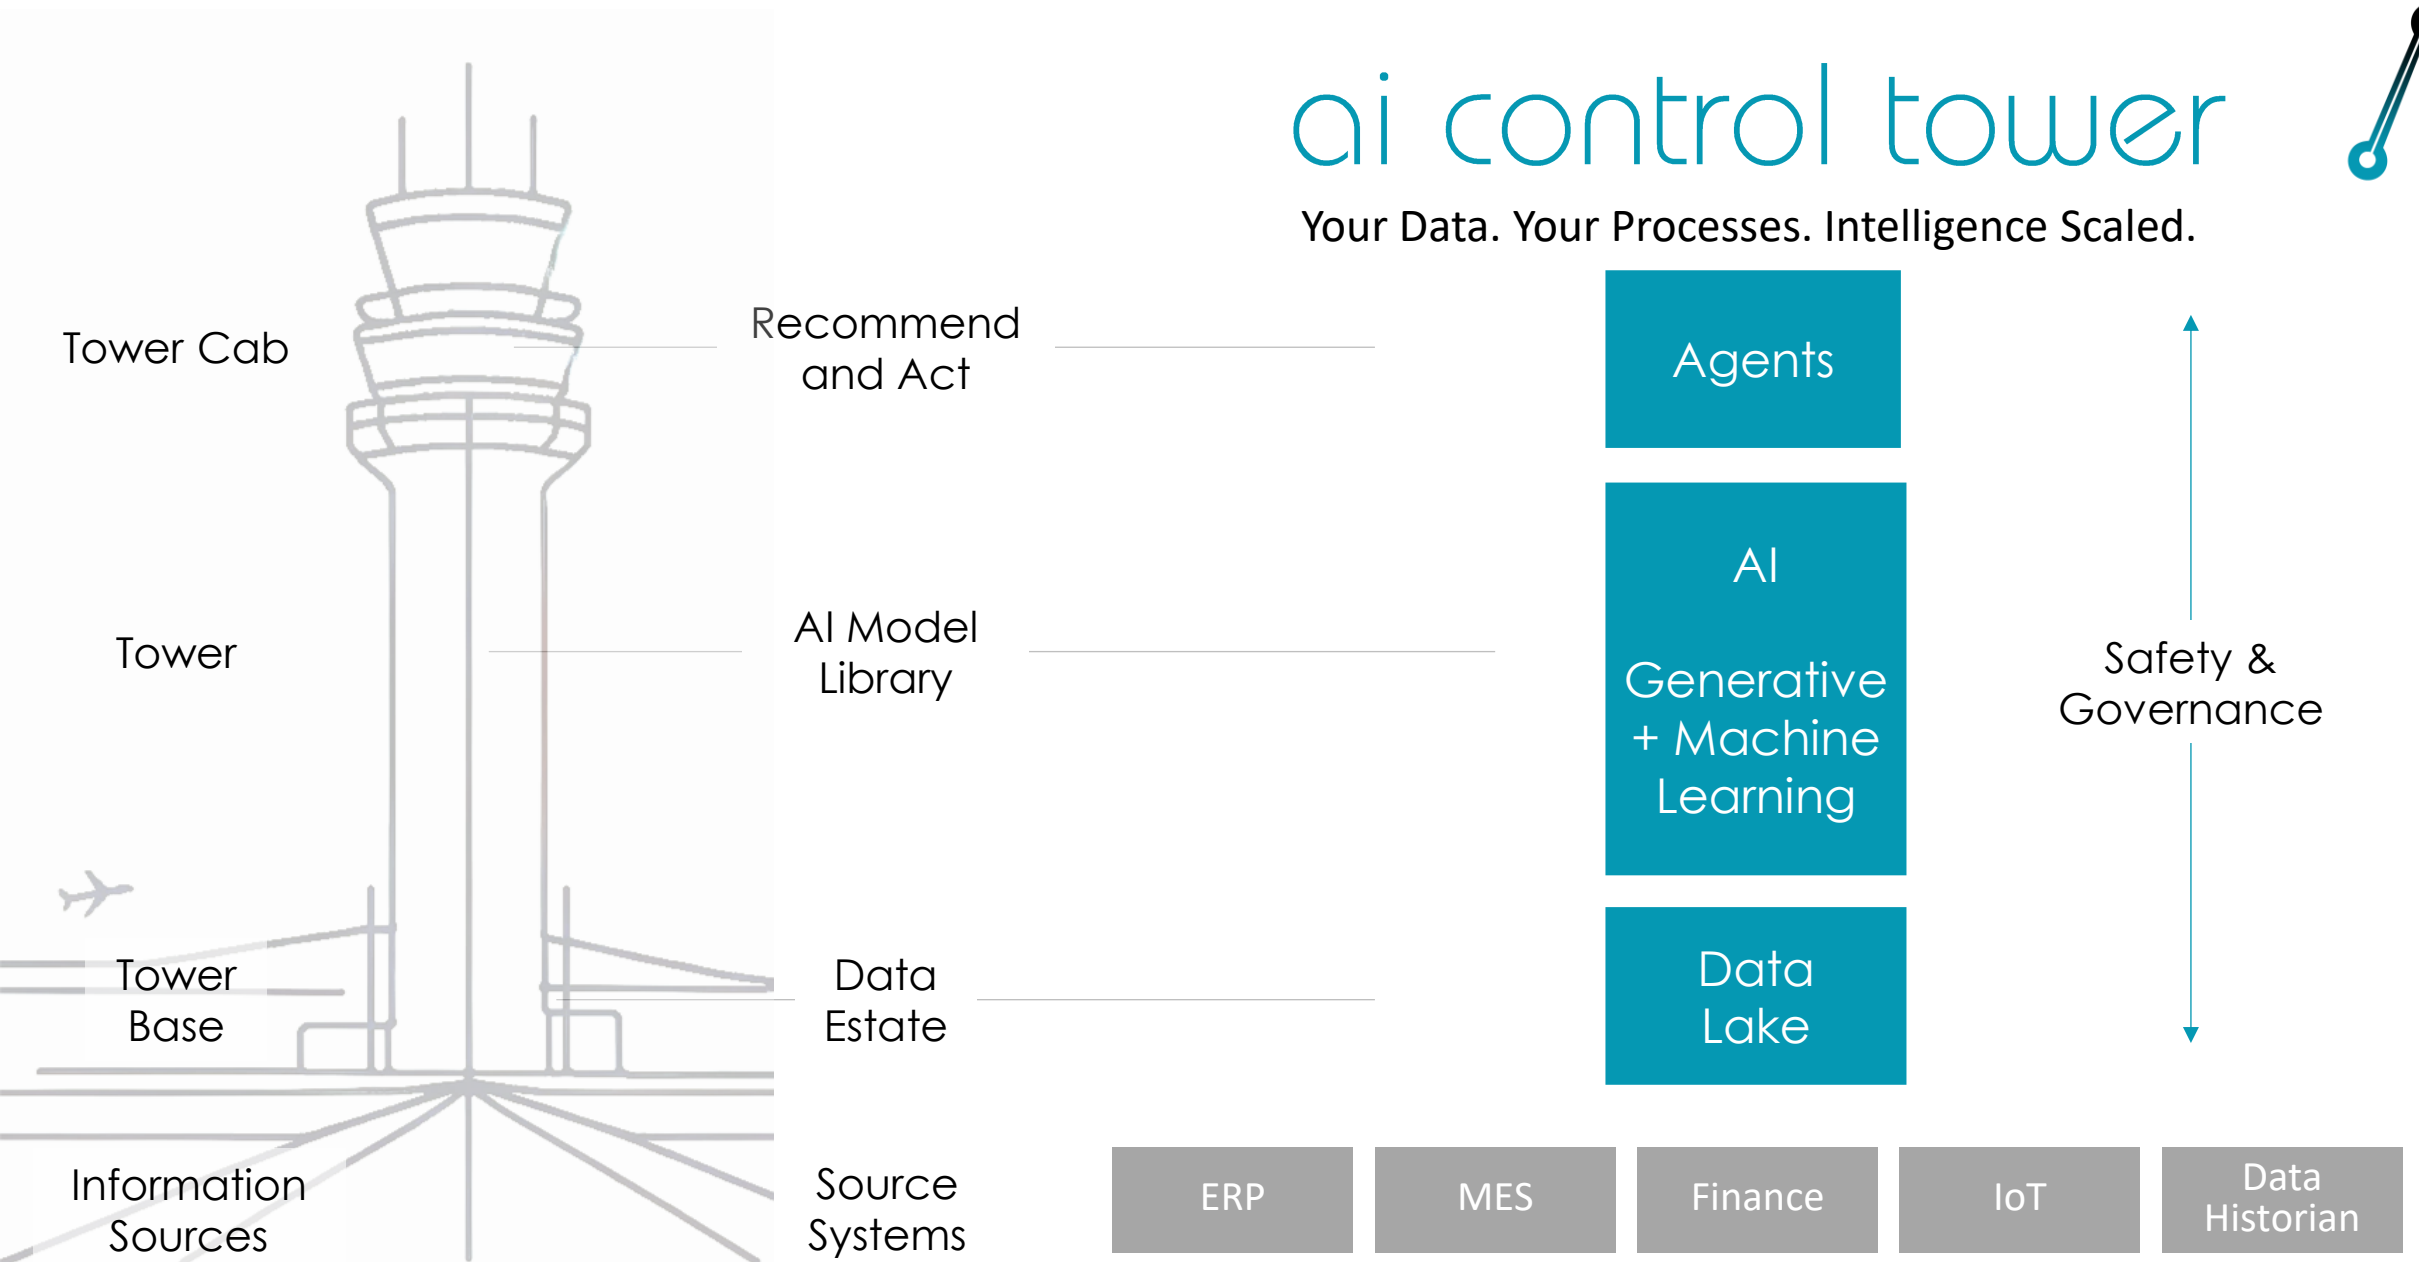 ai control tower
Your Data. Your Processes. Intelligence Scaled.
Tower Cab
Recommend
and Act
Agents
Tower
AI Model
Library
AI
Generative
+ Machine
Learning
Safety &
Governance
Tower
Base
Data
Estate
Data
Lake
Information
Sources
Source
Systems
ERP
MES
Finance
IoT
Data
Historian